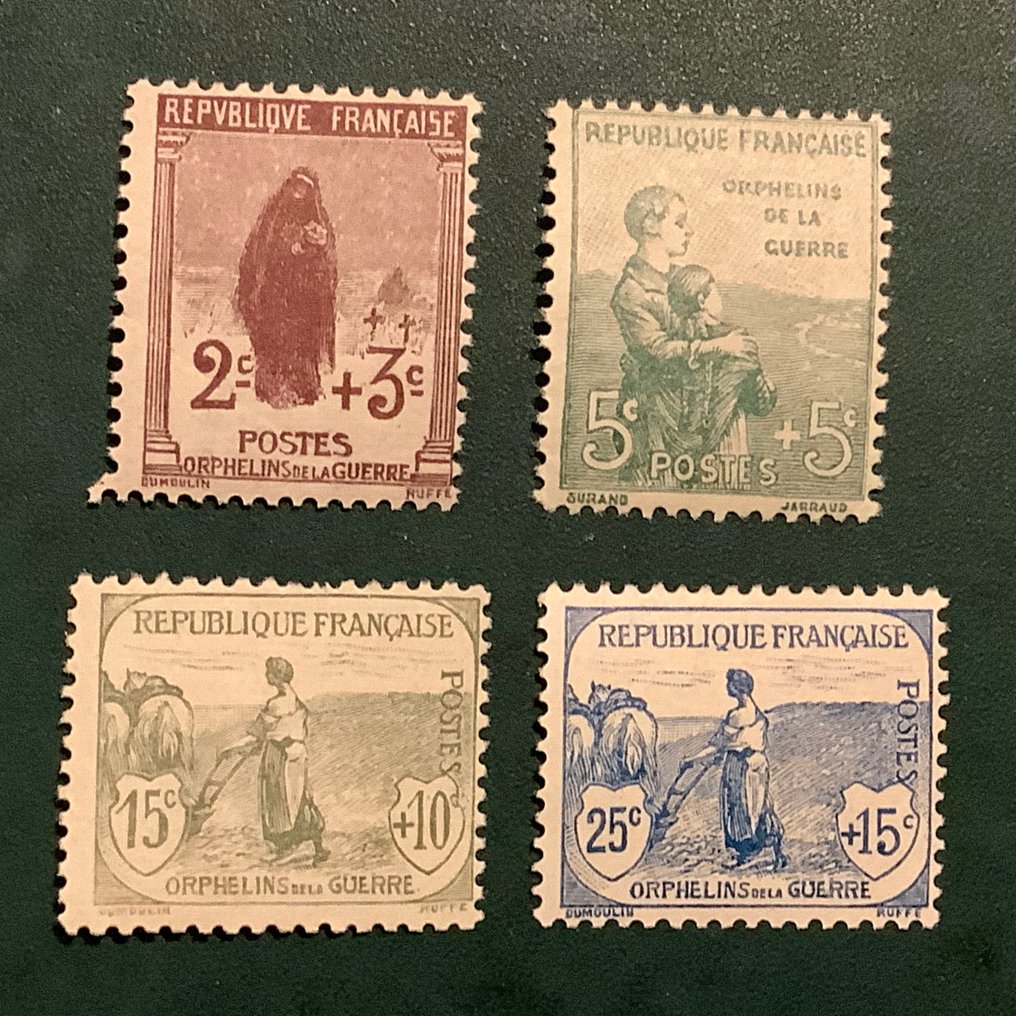 REPVBLIQVE FRANÇAISE
2c +3c
POSTES
ORPHELINS DE LA GUERRE
DUMOULIN RUFFE
REPUBLIQUE FRANÇAISE
ORPHELINS
DE LA
GUERRE
5c +5c
POSTES
SURAND JARRAUD
REPUBLIQUE FRANÇAISE
POSTES
15c +10c
ORPHELINS DE LA GUERRE
DUMOULIN RUFFE
REPUBLIQUE FRANÇAISE
POSTES
25c +15c
ORPHELINS DE LA GUERRE
DUMOULIN RUFFE